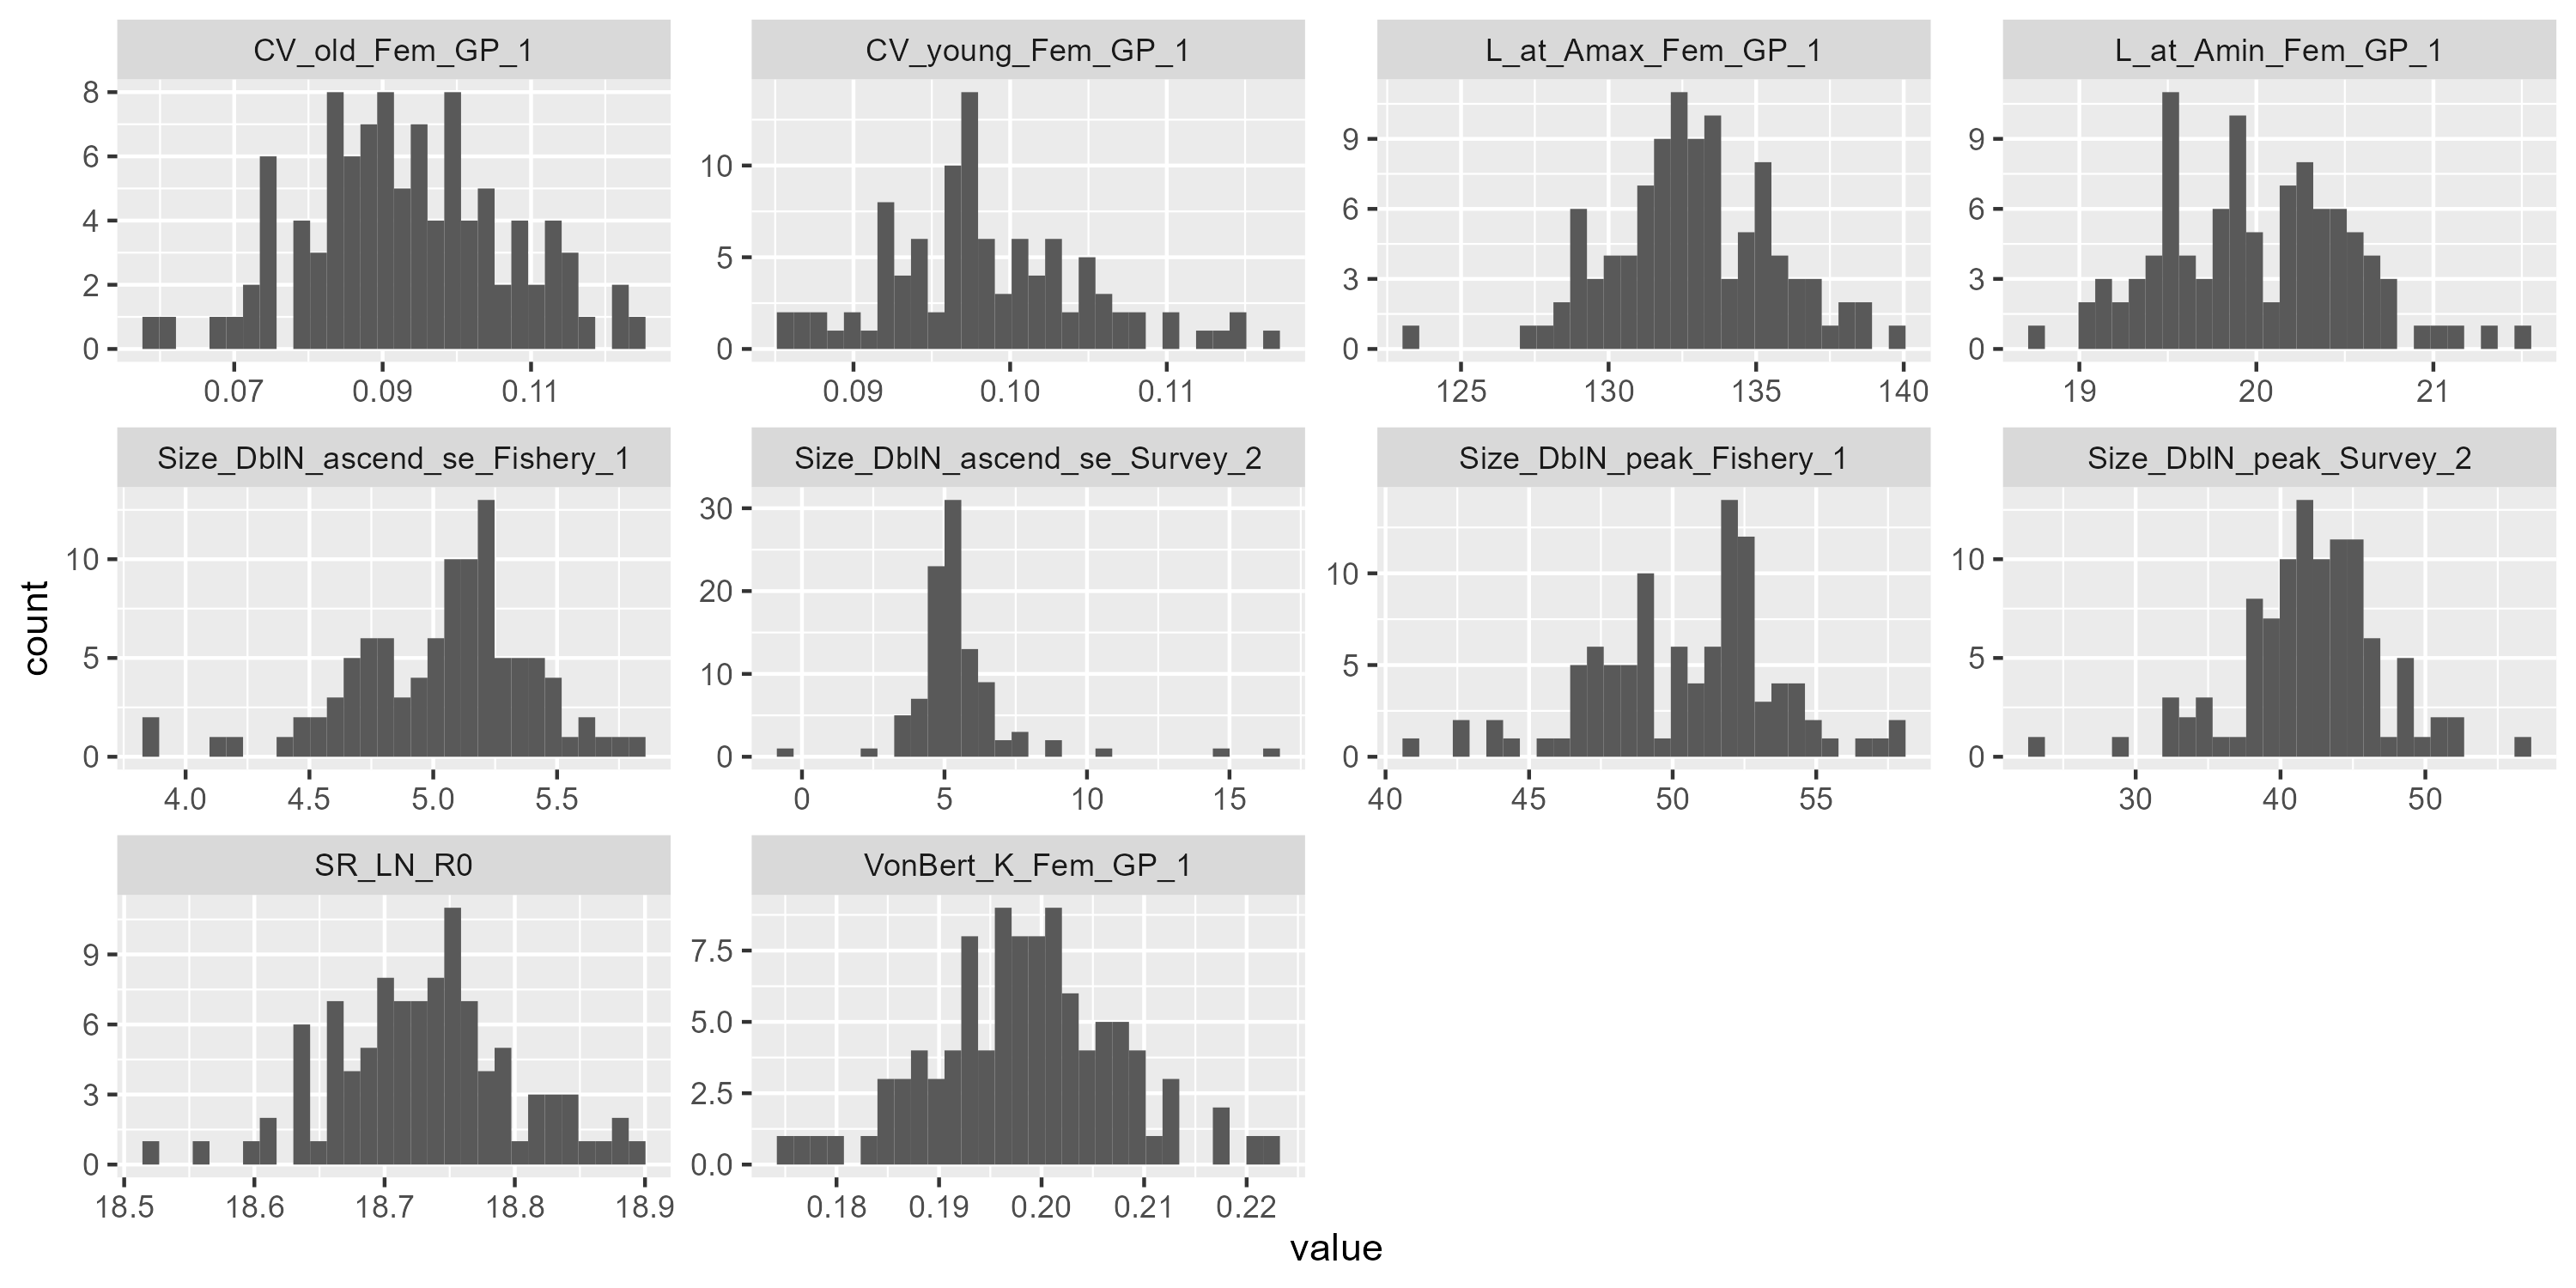 CV_old_Fem_GP_1 CV_young_Fem_GP_1 L_at_Amax_Fem_GP_1 L_at_Amin_Fem_GP_1
8
6
4
2
0
0.07 0.09 0.11
10
5
0
0.09 0.10 0.11
9
6
3
0
125 130 135 140
9
6
3
0
19 20 21
Size_DblN_ascend_se_Fishery_1 Size_DblN_ascend_se_Survey_2 Size_DblN_peak_Fishery_1 Size_DblN_peak_Survey_2
count
10
5
0
4.0 4.5 5.0 5.5
30
20
10
0
0 5 10 15
10
5
0
40 45 50 55
10
5
0
30 40 50
SR_LN_R0 VonBert_K_Fem_GP_1
9
6
3
0
18.5 18.6 18.7 18.8 18.9
7.5
5.0
2.5
0.0
0.18 0.19 0.20 0.21 0.22
value